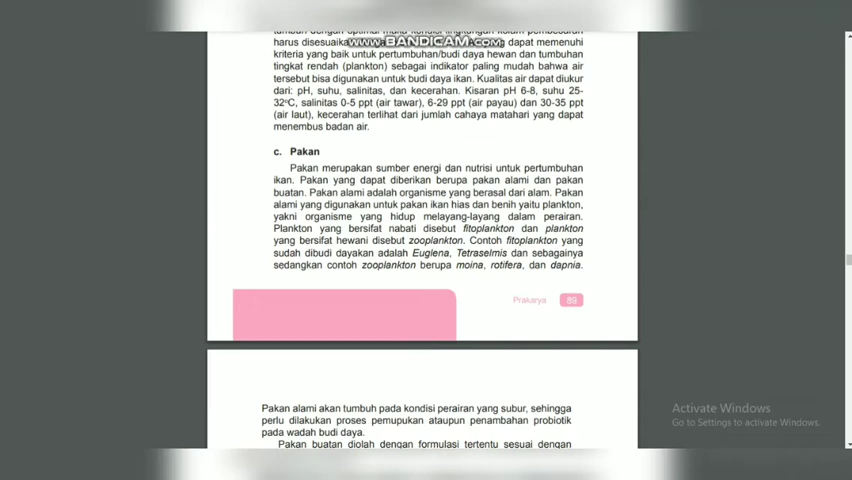 tumbuh dengan optimal maka kondisi lingkungan kolam pembesaran
harus disesuaikan dapat memenuhi
www.BANDICAM.com
kriteria yang baik untuk pertumbuhan/budi daya hewan dan tumbuhan
tingkat rendah (plankton) sebagai indikator paling mudah bahwa air
tersebut bisa digunakan untuk budi daya ikan. Kualitas air dapat diukur
dari: pH, suhu, salinitas, dan kecerahan. Kisaran pH 6-8, suhu 25-
32ºC, salinitas 0-5 ppt (air tawar), 6-29 ppt (air payau) dan 30-35 ppt
(air laut), kecerahan terlihat dari jumlah cahaya matahari yang dapat
menembus badan air.
c. Pakan
Pakan merupakan sumber energi dan nutrisi untuk pertumbuhan
ikan. Pakan yang dapat diberikan berupa pakan alami dan pakan
buatan. Pakan alami adalah organisme yang berasal dari alam. Pakan
alami yang digunakan untuk pakan ikan hias dan benih yaitu plankton,
yakni organisme yang hidup melayang-layang dalam perairan.
Plankton yang bersifat nabati disebut fitoplankton dan plankton
yang bersifat hewani disebut zooplankton. Contoh fitoplankton yang
sudah dibudi dayakan adalah Euglena, Tetraselmis dan sebagainya
sedangkan contoh zooplankton berupa moina, rotifera, dan dapnia.
Prakarya 89
Pakan alami akan tumbuh pada kondisi perairan yang subur, sehingga
perlu dilakukan proses pemupukan ataupun penambahan probiotik
pada wadah budi daya.
Pakan buatan diolah dengan formulasi tertentu sesuai dengan
Activate Windows
Go to Settings to activate Windows.